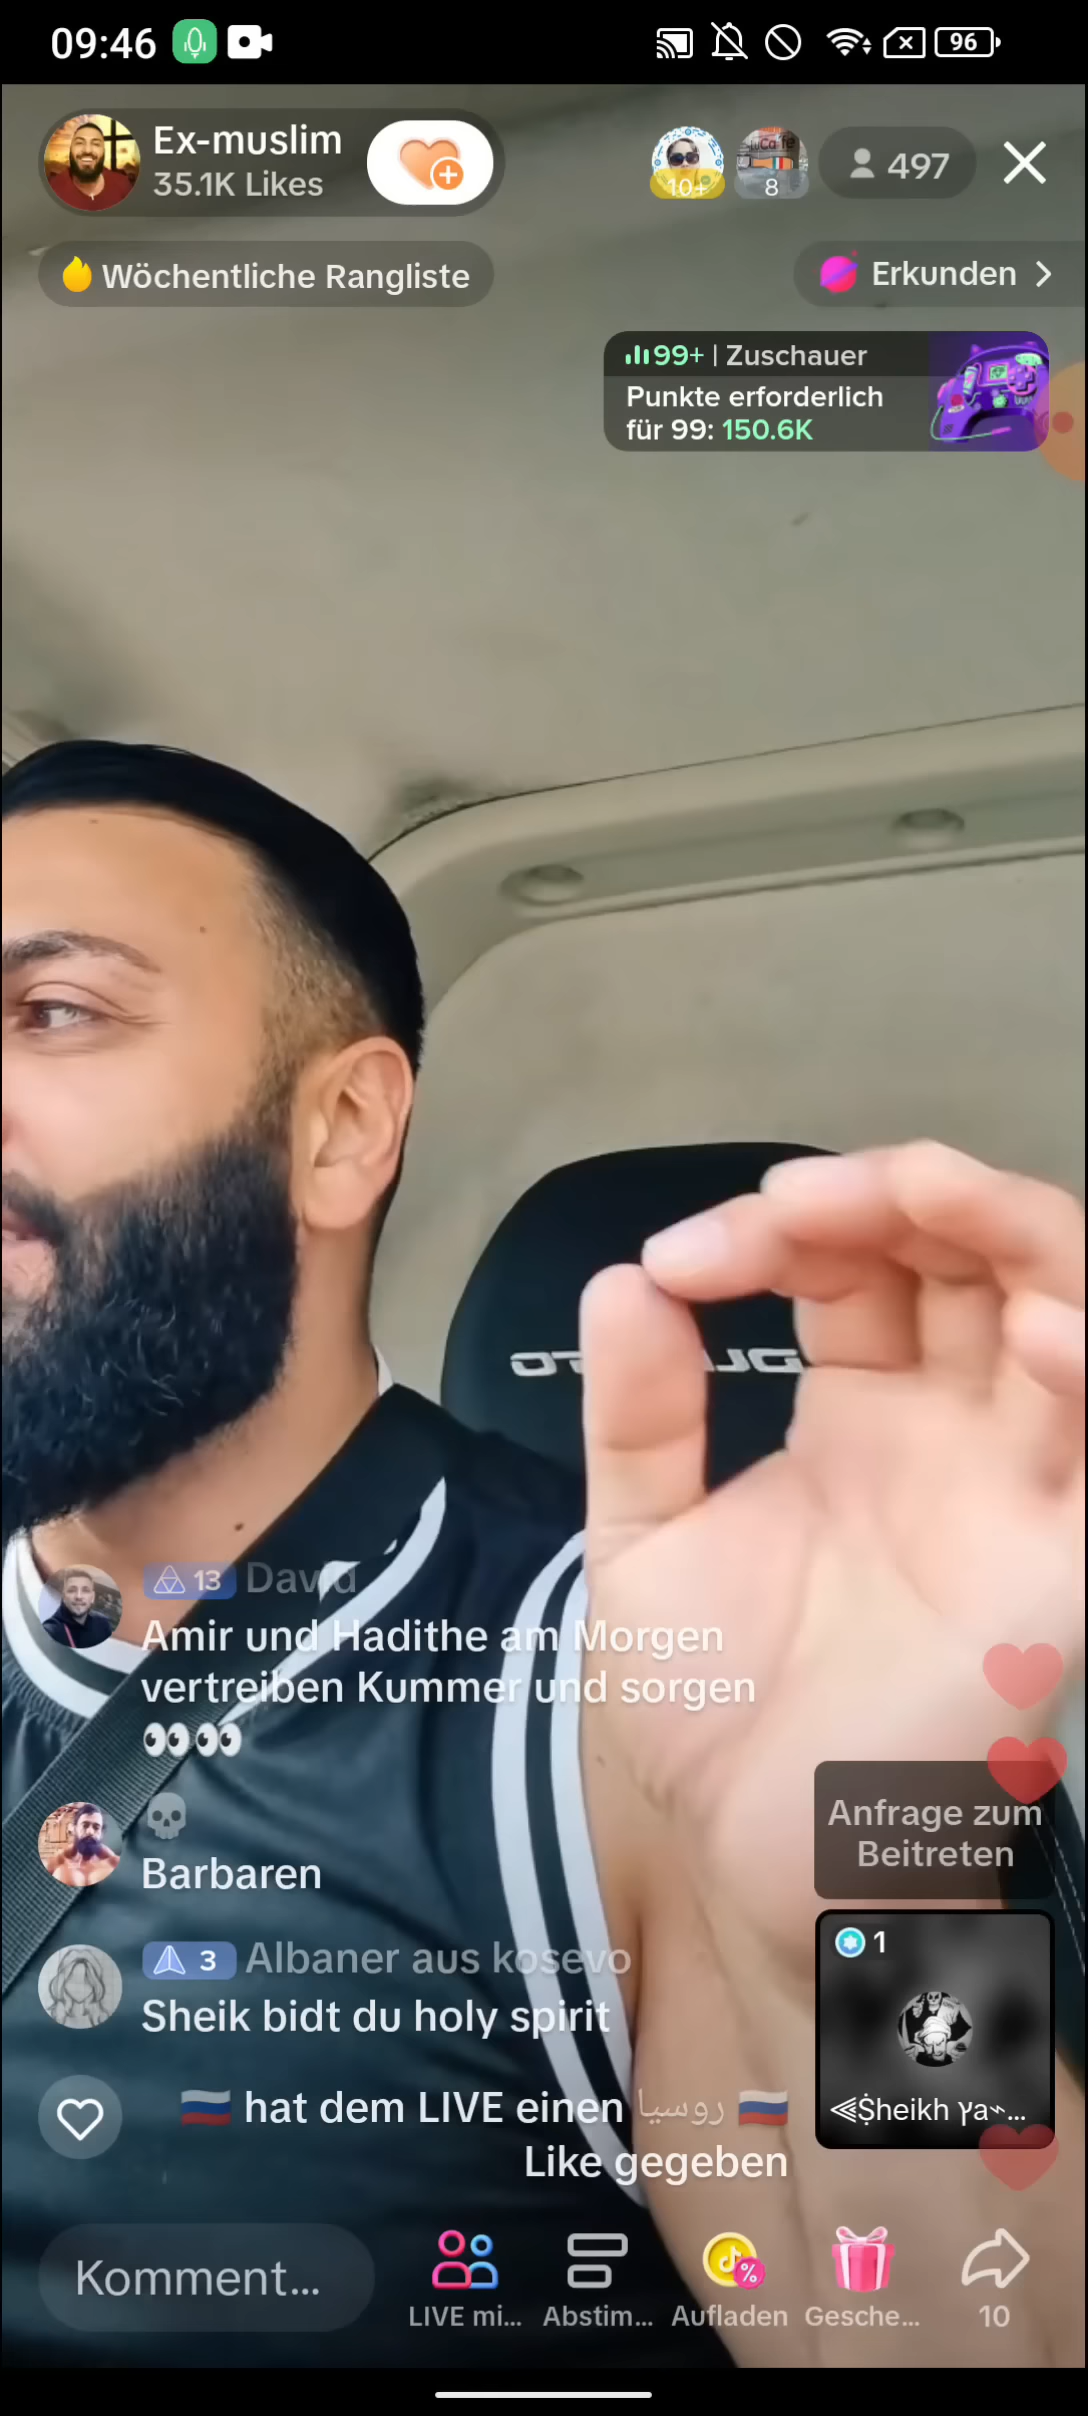 09:46
96
Ex-muslim
35.1K Likes
10+
8
497
Wöchentliche Rangliste
Erkunden
99+ | Zuschauer
Punkte erforderlich
für 99: 150.6K
13 David
Amir und Hadithe am Morgen
vertreiben Kummer und sorgen
👀👀
💀
Barbaren
3 Albaner aus kosevo
Sheik bidt du holy spirit
🇷🇺 hat dem LIVE einen روسيا 🇷🇺
Like gegeben
Anfrage zum
Beitreten
1
Komment...
LIVE mi...
Abstim...
Aufladen
Gesche...
10